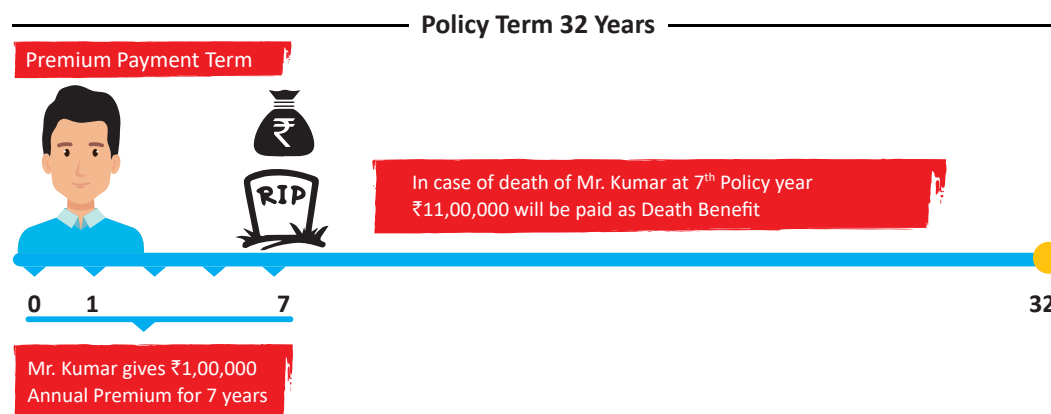 Policy Term 32 Years
Premium Payment Term
₹
RIP
In case of death of Mr. Kumar at 7th Policy year
₹11,00,000 will be paid as Death Benefit
0 1 7 32
Mr. Kumar gives ₹1,00,000
Annual Premium for 7 years